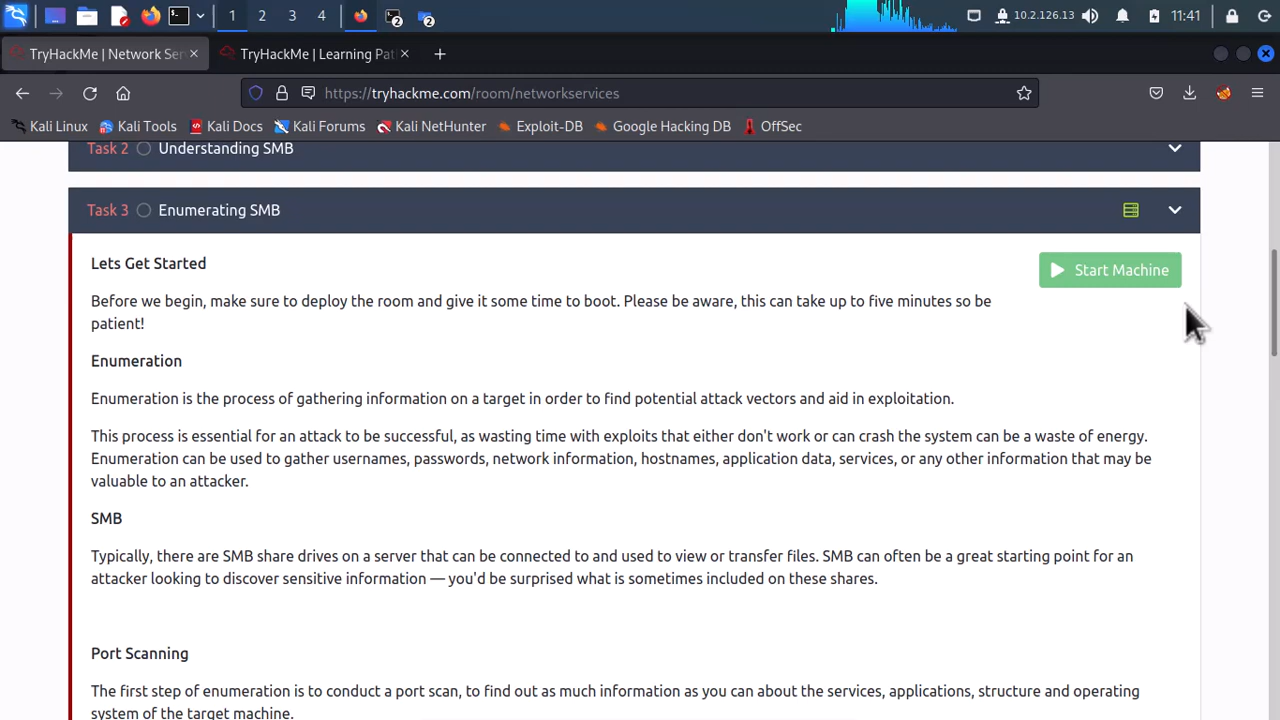 1 2 3 4 2 2 10.2.126.13 11:41
TryHackMe | Network Ser TryHackMe | Learning Pat
https://tryhackme.com/room/networkservices
Kali Linux Kali Tools Kali Docs Kali Forums Kali NetHunter Exploit-DB Google Hacking DB OffSec
Task 2 Understanding SMB
Task 3 Enumerating SMB
Lets Get Started
Start Machine
Before we begin, make sure to deploy the room and give it some time to boot. Please be aware, this can take up to five minutes so be
patient!
Enumeration
Enumeration is the process of gathering information on a target in order to find potential attack vectors and aid in exploitation.
This process is essential for an attack to be successful, as wasting time with exploits that either don't work or can crash the system can be a waste of energy.
Enumeration can be used to gather usernames, passwords, network information, hostnames, application data, services, or any other information that may be
valuable to an attacker.
SMB
Typically, there are SMB share drives on a server that can be connected to and used to view or transfer files. SMB can often be a great starting point for an
attacker looking to discover sensitive information — you'd be surprised what is sometimes included on these shares.
Port Scanning
The first step of enumeration is to conduct a port scan, to find out as much information as you can about the services, applications, structure and operating
system of the target machine.